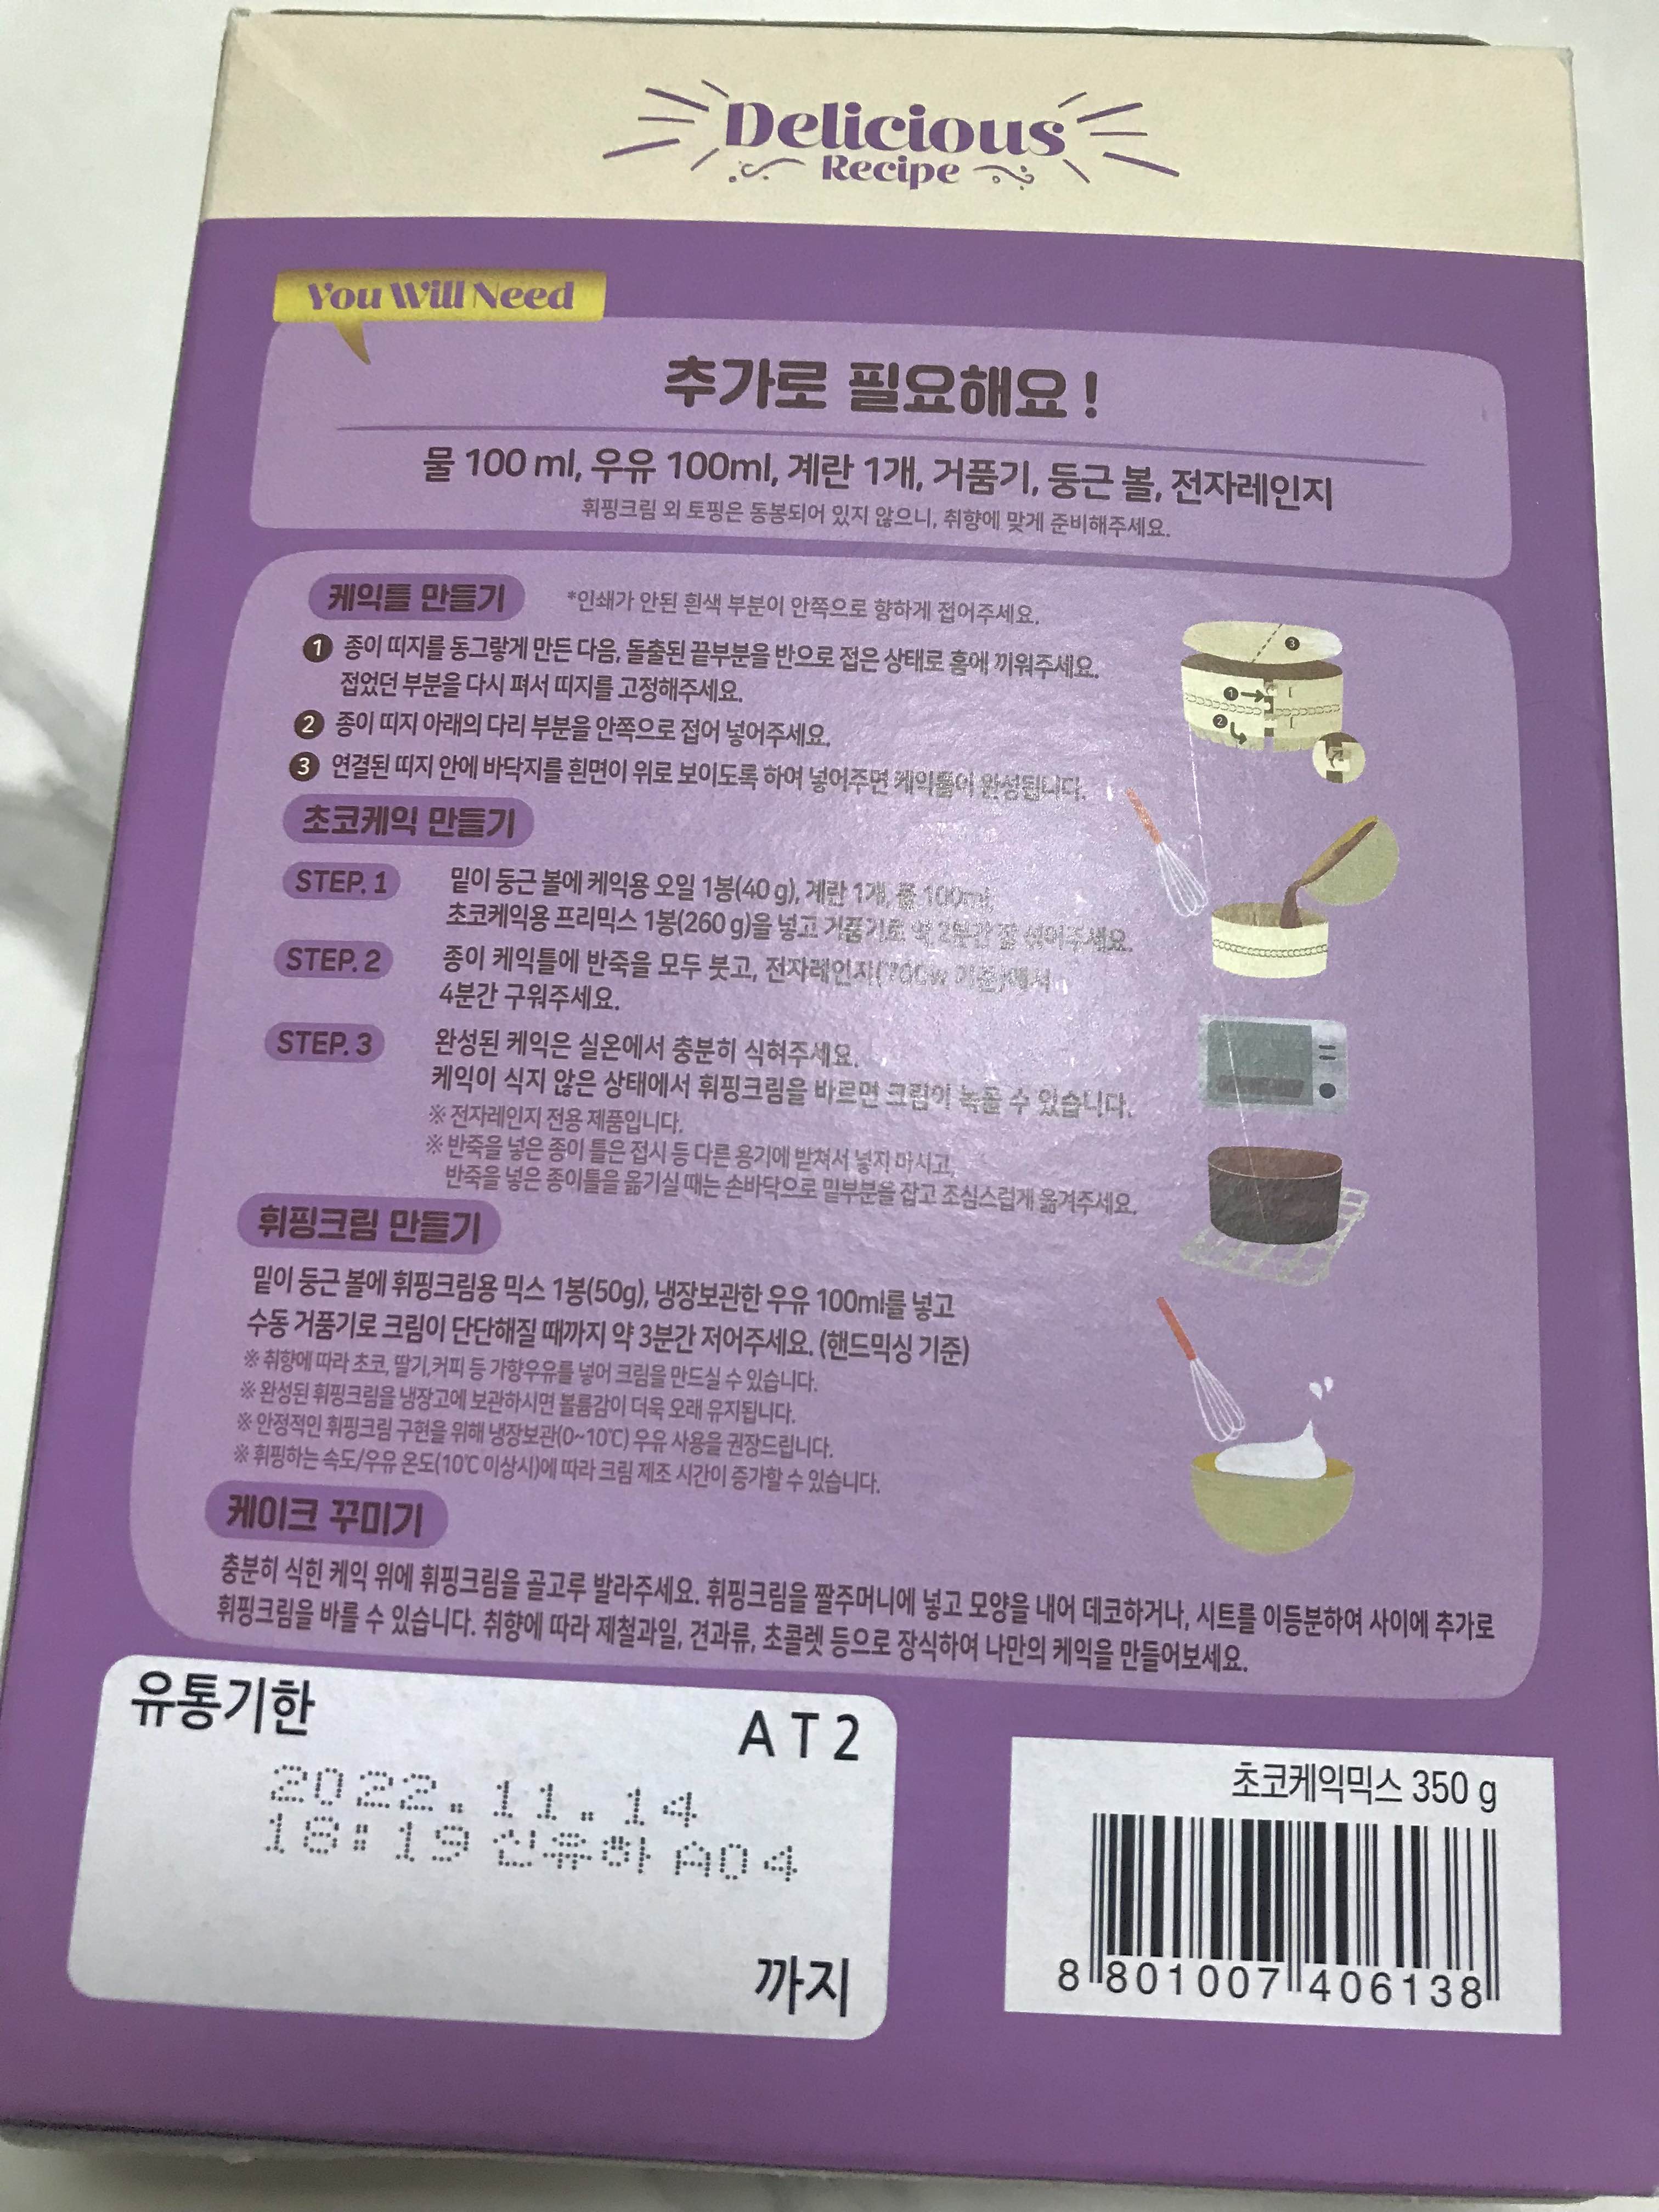 Delicious
Recipe
You Will Need
추가로 필요해요!
물 100 ml, 우유 100ml, 계란 1개, 거품기, 둥근 볼, 전자레인지
휘핑크림 외 토핑은 동봉되어 있지 않으니, 취향에 맞게 준비해주세요.
케익틀 만들기
*인쇄가 안된 흰색 부분이 안쪽으로 향하게 접어주세요.
1 종이 띠지를 동그랗게 만든 다음, 돌출된 끝부분을 반으로 접은 상태로 홈에 끼워주세요.
접었던 부분을 다시 펴서 띠지를 고정해주세요.
2 종이 띠지 아래의 다리 부분을 안쪽으로 접어 넣어주세요.
3 연결된 띠지 안에 바닥지를 흰면이 위로 보이도록 하여 넣어주면 케익틀이 완성됩니다.
3
1
2
초코케익 만들기
STEP. 1
밑이 둥근 볼에 케익용 오일 1봉(40 g), 계란 1개, 물 100ml,
초코케익용 프리믹스 1봉(260 g)을 넣고 거품기로 약 2분간 잘 섞어주세요.
STEP. 2
종이 케익틀에 반죽을 모두 붓고, 전자레인지(700w 기준)에서
4분간 구워주세요.
STEP. 3
완성된 케익은 실온에서 충분히 식혀주세요.
케익이 식지 않은 상태에서 휘핑크림을 바르면 크림이 녹을 수 있습니다.
※ 전자레인지 전용 제품입니다.
※ 반죽을 넣은 종이 틀은 접시 등 다른 용기에 받쳐서 넣지 마시고,
반죽을 넣은 종이틀을 옮기실 때는 손바닥으로 밑부분을 잡고 조심스럽게 옮겨주세요.
휘핑크림 만들기
밑이 둥근 볼에 휘핑크림용 믹스 1봉(50g), 냉장보관한 우유 100ml를 넣고
수동 거품기로 크림이 단단해질 때까지 약 3분간 저어주세요. (핸드믹싱 기준)
※ 취향에 따라 초코, 딸기,커피 등 가향우유를 넣어 크림을 만드실 수 있습니다.
※ 완성된 휘핑크림을 냉장고에 보관하시면 볼륨감이 더욱 오래 유지됩니다.
※ 안정적인 휘핑크림 구현을 위해 냉장보관(0~10℃) 우유 사용을 권장드립니다.
※ 휘핑하는 속도/우유 온도(10℃ 이상시)에 따라 크림 제조 시간이 증가할 수 있습니다.
케이크 꾸미기
충분히 식힌 케익 위에 휘핑크림을 골고루 발라주세요. 휘핑크림을 짤주머니에 넣고 모양을 내어 데코하거나, 시트를 이등분하여 사이에 추가로
휘핑크림을 바를 수 있습니다. 취향에 따라 제철과일, 견과류, 초콜렛 등으로 장식하여 나만의 케익을 만들어보세요.
유통기한
AT2
2022.11.14
18:19 신유하 A04
까지
초코케익믹스 350 g
8 801007 406138